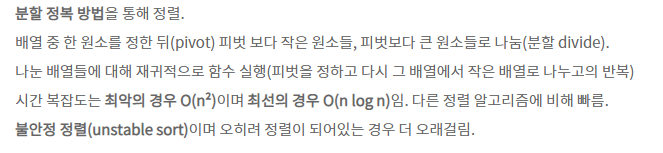 분할 정복 방법을 통해 정렬.
배열 중 한 원소를 정한 뒤(pivot) 피벗 보다 작은 원소들, 피벗보다 큰 원소들로 나눔(분할 divide).
나눈 배열들에 대해 재귀적으로 함수 실행(피벗을 정하고 다시 그 배열에서 작은 배열로 나누고의 반복)
시간 복잡도는 최악의 경우 O(n²)이며 최선의 경우 O(n log n)임. 다른 정렬 알고리즘에 비해 빠름.
불안정 정렬(unstable sort)이며 오히려 정렬이 되어있는 경우 더 오래걸림.